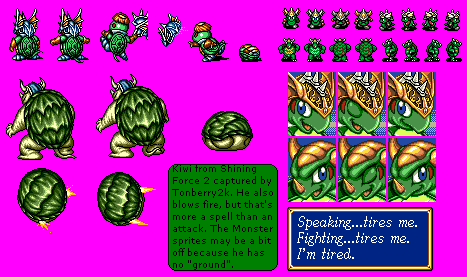 Kiwi from Shining
Force 2 captured by
Tonberry2k. He also
blows fire, but that's
more a spell than an
attack. The Monster
sprites may be a bit
off because he has
no "ground".
Speaking...tires me.
Fighting...tires me.
I'm tired.